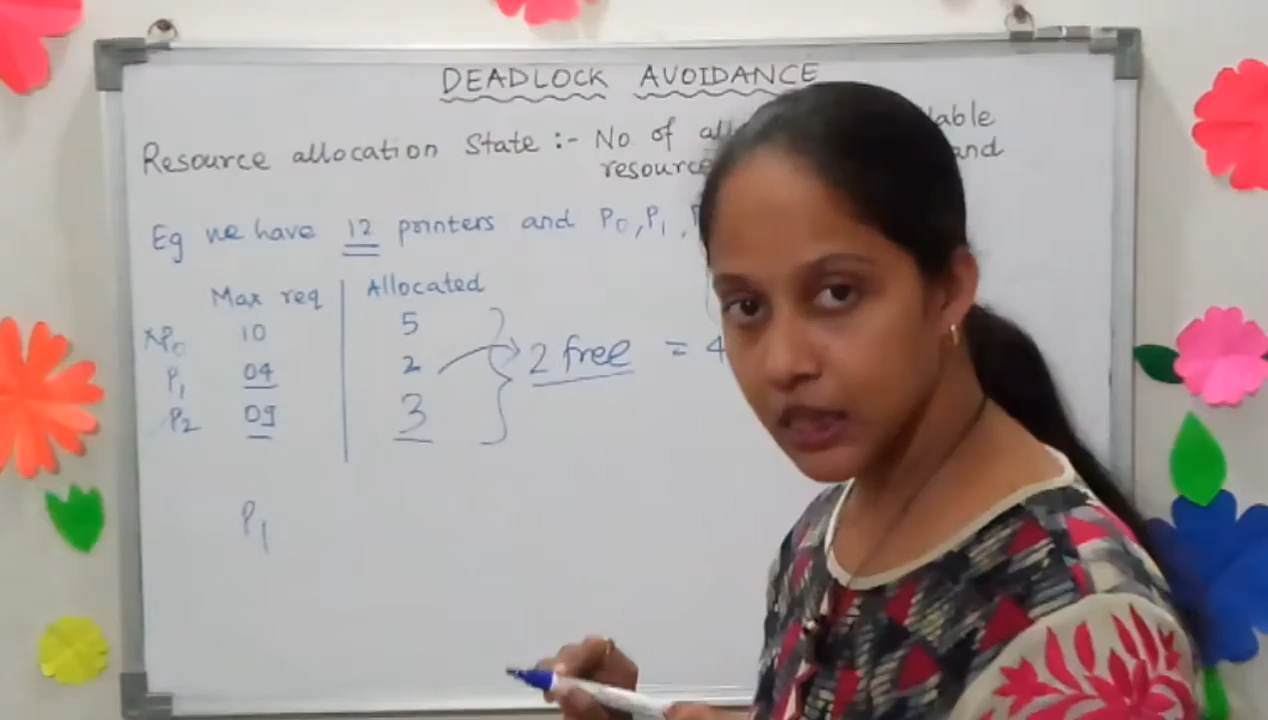 DEADLOCK AVOIDANCE
Resource allocation State :- No of
resource and
Eg we have 12 printers and P0, P1,
Max req Allocated
P0 10 5
P1 04 2
P2 09 3
2 free = 4
P1